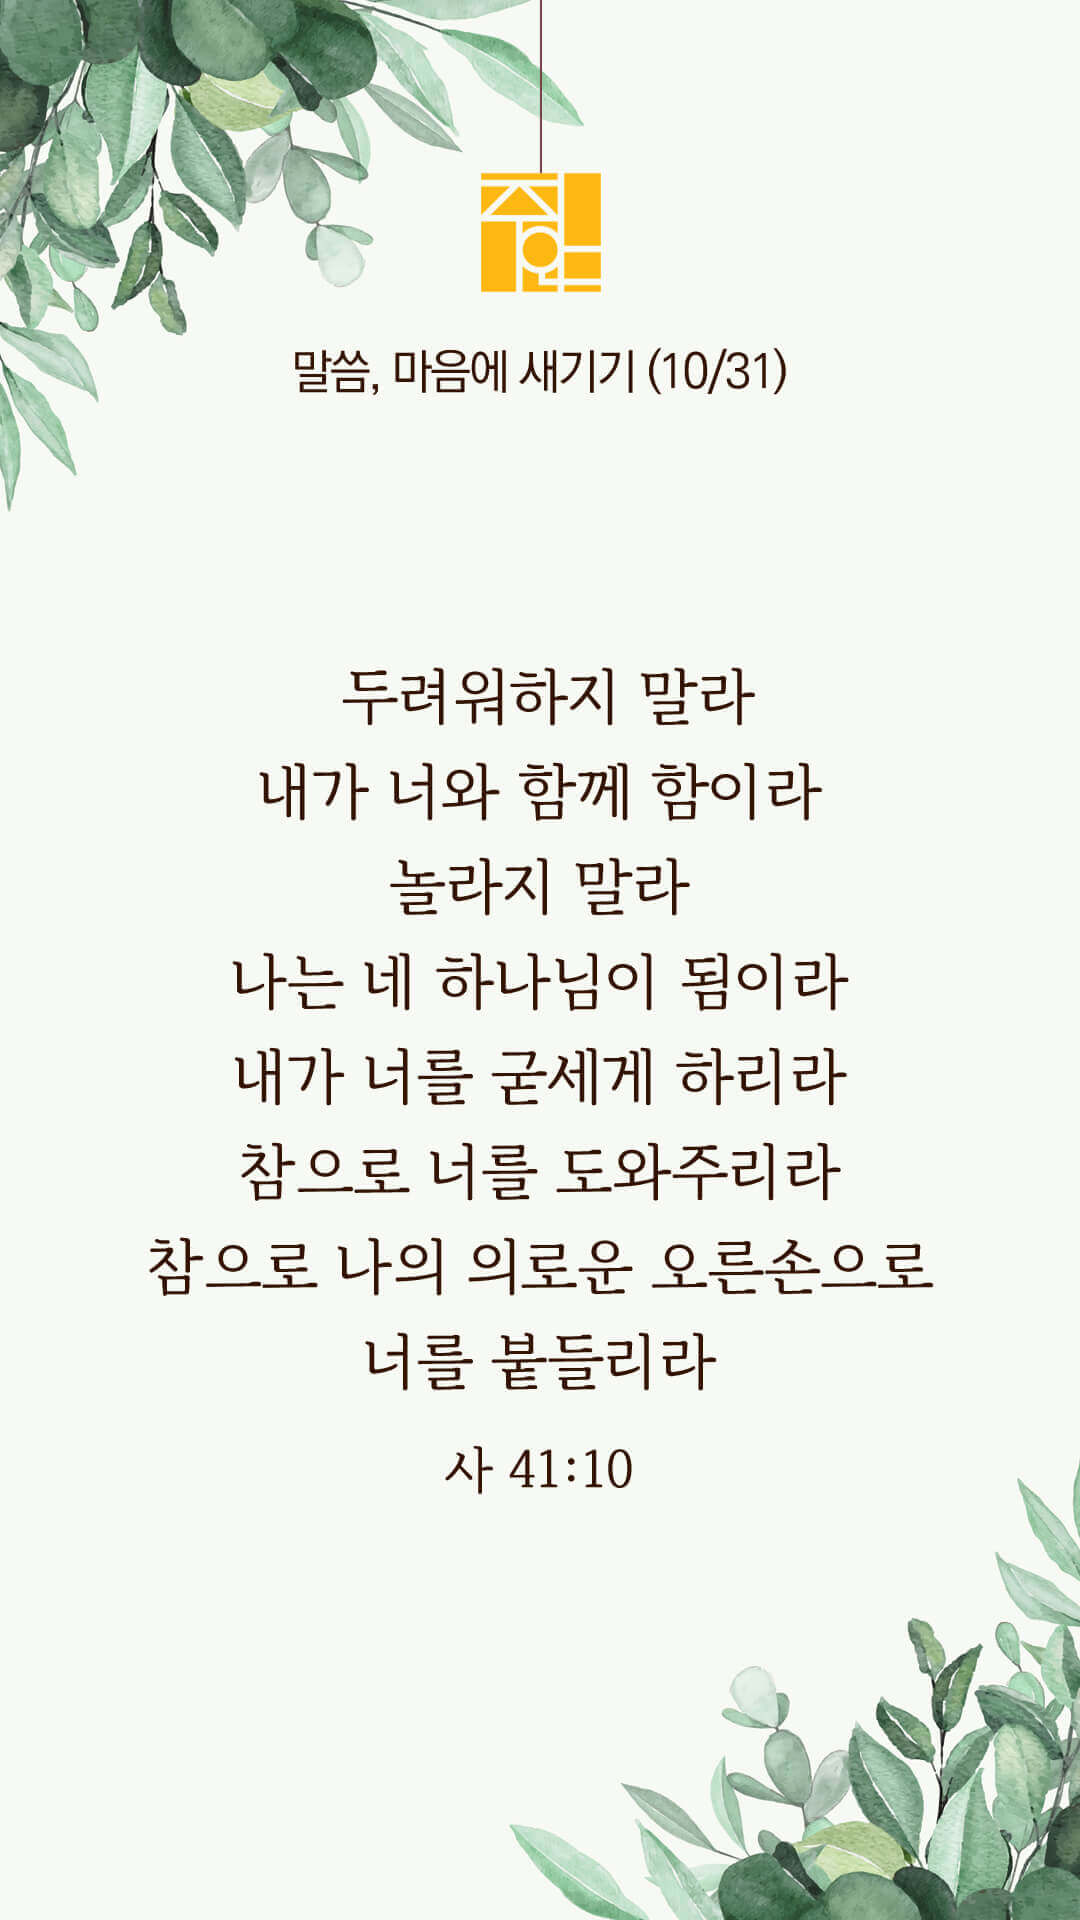 말씀, 마음에 새기기 (10/31)
두려워하지 말라
내가 너와 함께 함이라
놀라지 말라
나는 네 하나님이 됨이라
내가 너를 굳세게 하리라
참으로 너를 도와주리라
참으로 나의 의로운 오른손으로
너를 붙들리라
사 41:10